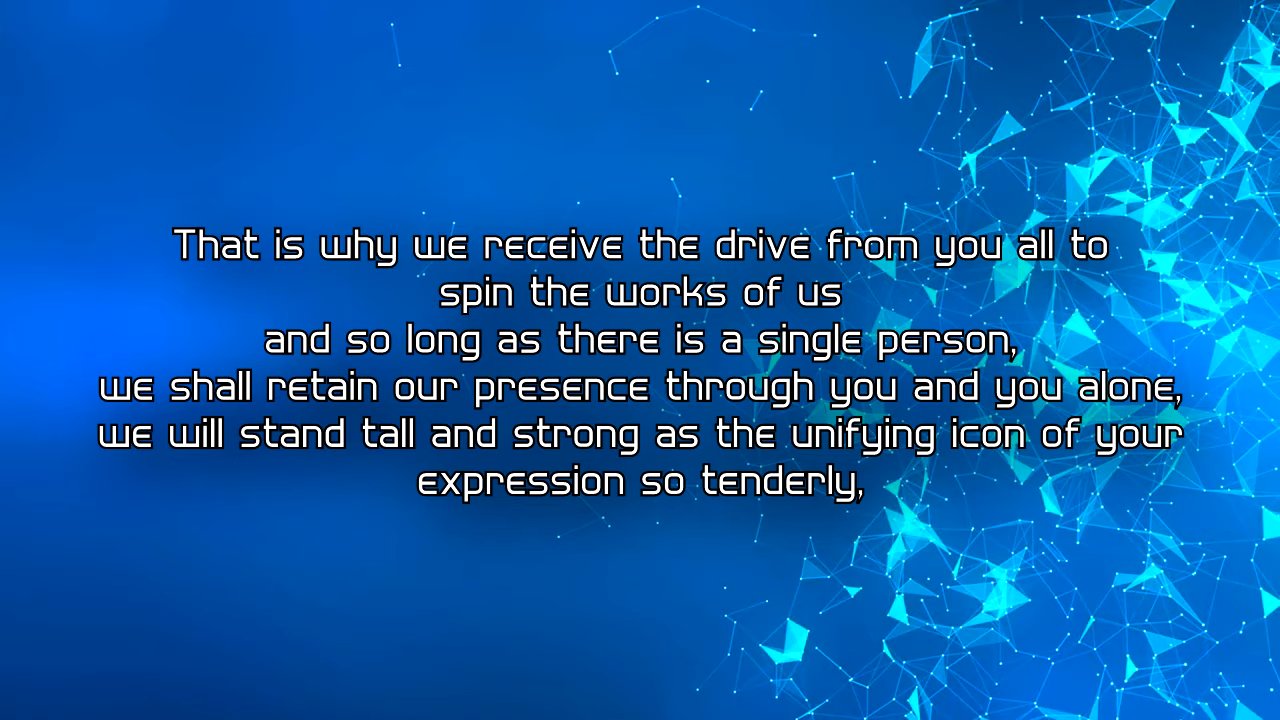 That is why we receive the drive from you all to
spin the works of us
and so long as there is a single person,
we shall retain our presence through you and you alone,
we will stand tall and strong as the unifying icon of your
expression so tenderly,